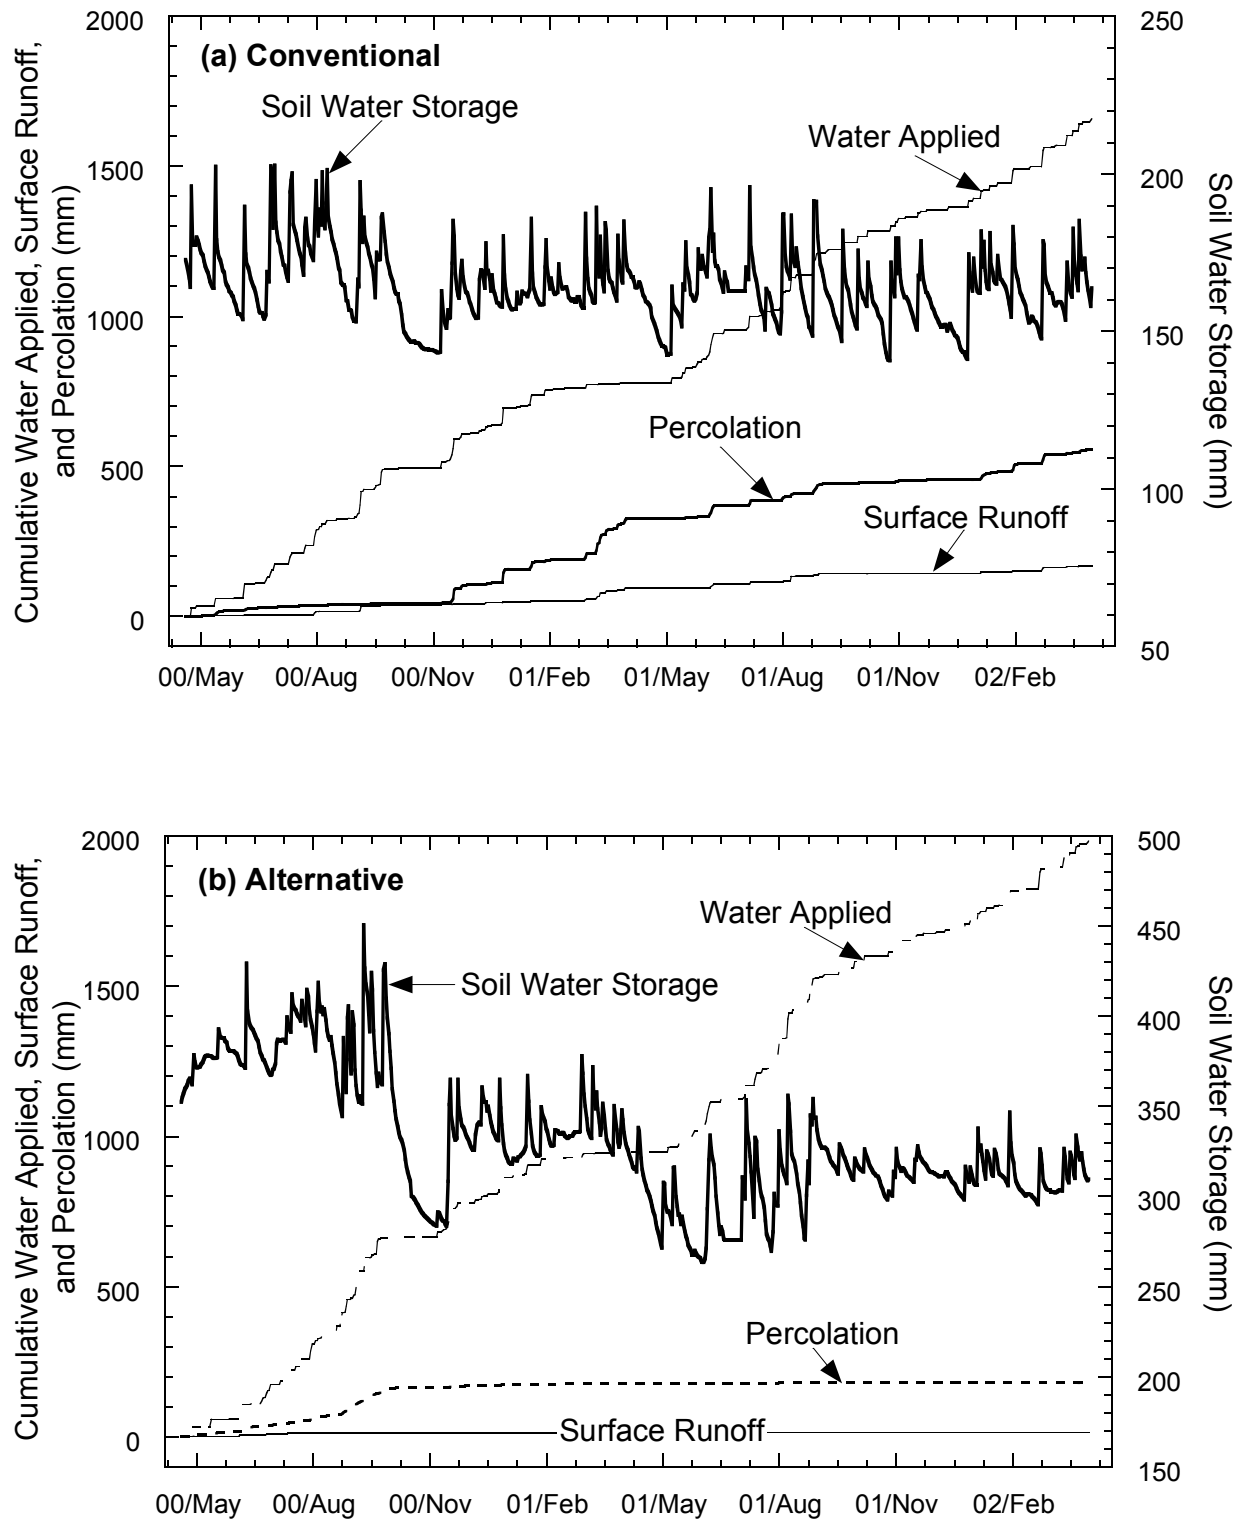 Cumulative Water Applied, Surface Runoff,
and Percolation (mm)
2000
1500
1000
500
0
(a) Conventional
Soil Water Storage
Water Applied
Percolation
Surface Runoff
250
200
150
100
50
Soil Water Storage (mm)
00/May 00/Aug 00/Nov 01/Feb 01/May 01/Aug 01/Nov 02/Feb
Cumulative Water Applied, Surface Runoff,
and Percolation (mm)
2000
1500
1000
500
0
(b) Alternative
Water Applied
Soil Water Storage
Percolation
Surface Runoff
500
450
400
350
300
250
200
150
Soil Water Storage (mm)
00/May 00/Aug 00/Nov 01/Feb 01/May 01/Aug 01/Nov 02/Feb